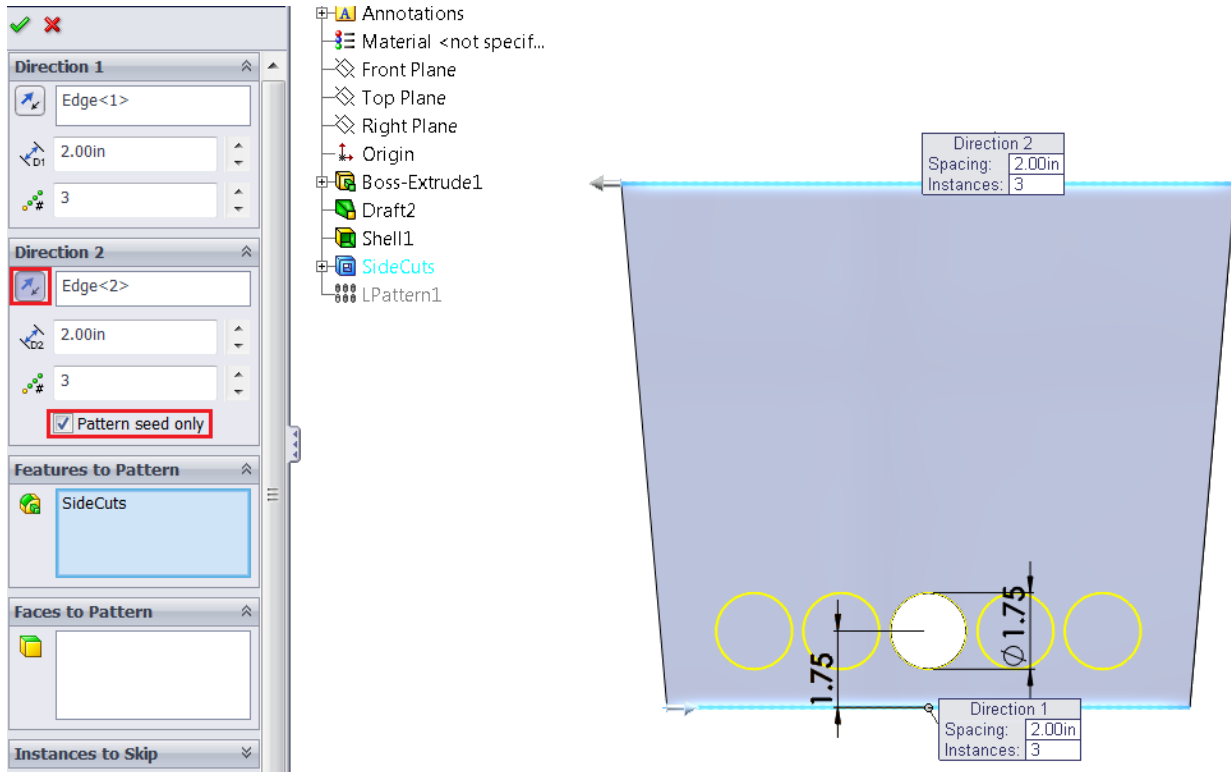 Direction 1
Edge<1>
D1
2.00in
#
3
Direction 2
Edge<2>
D2
2.00in
#
3
Pattern seed only
Features to Pattern
SideCuts
Faces to Pattern
Instances to Skip
A Annotations
Material <not specif...
Front Plane
Top Plane
Right Plane
Origin
Boss-Extrude1
Draft2
Shell1
SideCuts
LPattern1
Direction 2
Spacing: 2.00in
Instances: 3
1.75
∅1.75
Direction 1
Spacing: 2.00in
Instances: 3